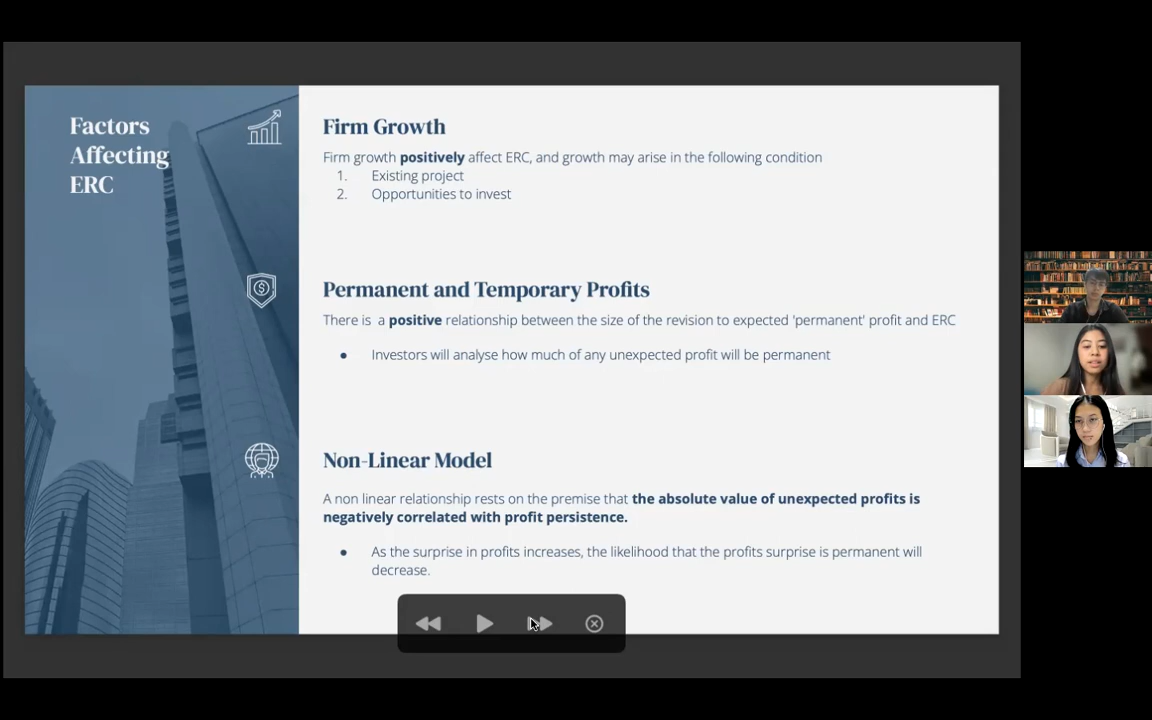 Factors
Affecting
ERC
Firm Growth
Firm growth positively affect ERC, and growth may arise in the following condition
1. Existing project
2. Opportunities to invest
Permanent and Temporary Profits
There is a positive relationship between the size of the revision to expected 'permanent' profit and ERC
● Investors will analyse how much of any unexpected profit will be permanent
Non-Linear Model
A non linear relationship rests on the premise that the absolute value of unexpected profits is
negatively correlated with profit persistence.
● As the surprise in profits increases, the likelihood that the profits surprise is permanent will
decrease.